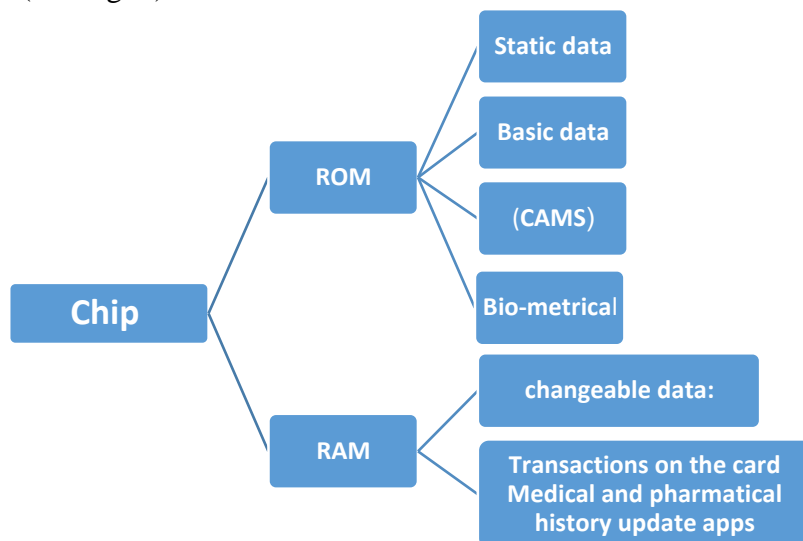 Static data
Basic data
ROM
(CAMS)
Bio-metrical
Chip
changeable data:
RAM
Transactions on the card
Medical and pharmatical
history update apps